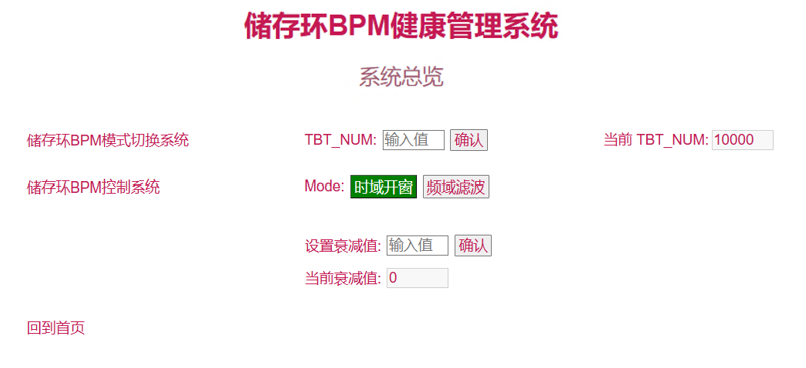 储存环BPM健康管理系统
系统总览
储存环BPM模式切换系统 TBT_NUM: 输入值 确认 当前 TBT_NUM: 10000
储存环BPM控制系统 Mode: 时域开窗 频域滤波
设置衰减值: 输入值 确认
当前衰减值: 0
回到首页